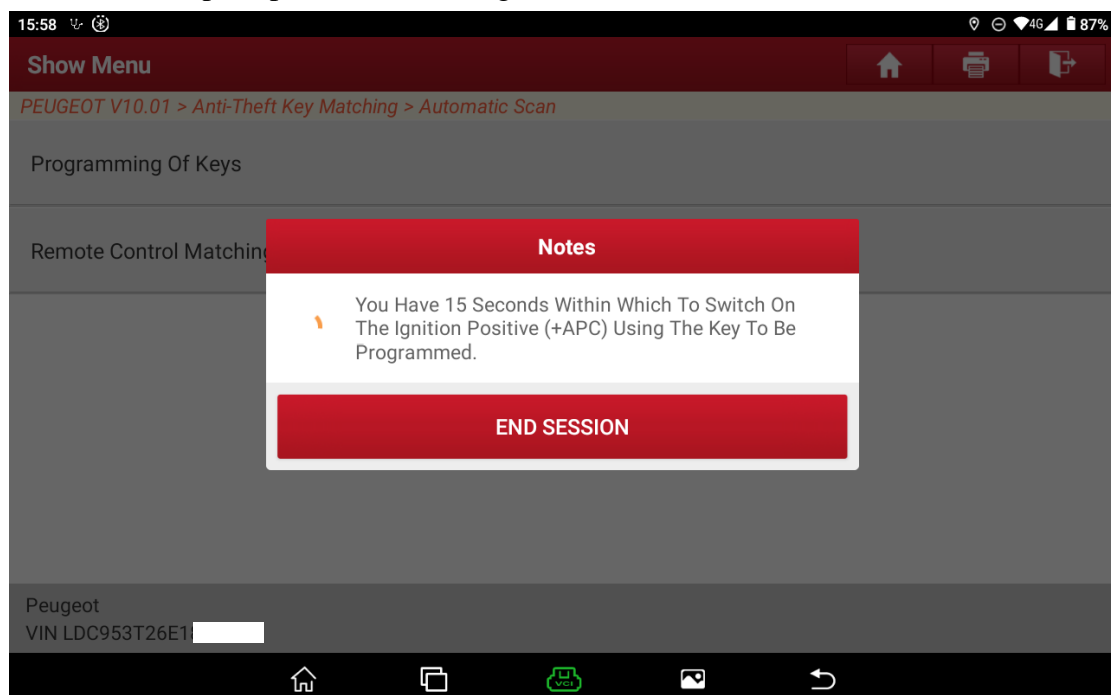 15:58 4G 87%
Show Menu
PEUGEOT V10.01 > Anti-Theft Key Matching > Automatic Scan
Programming Of Keys
Remote Control Matching
Notes
You Have 15 Seconds Within Which To Switch On
The Ignition Positive (+APC) Using The Key To Be
Programmed.
END SESSION
Peugeot
VIN LDC953T26E1
VCI